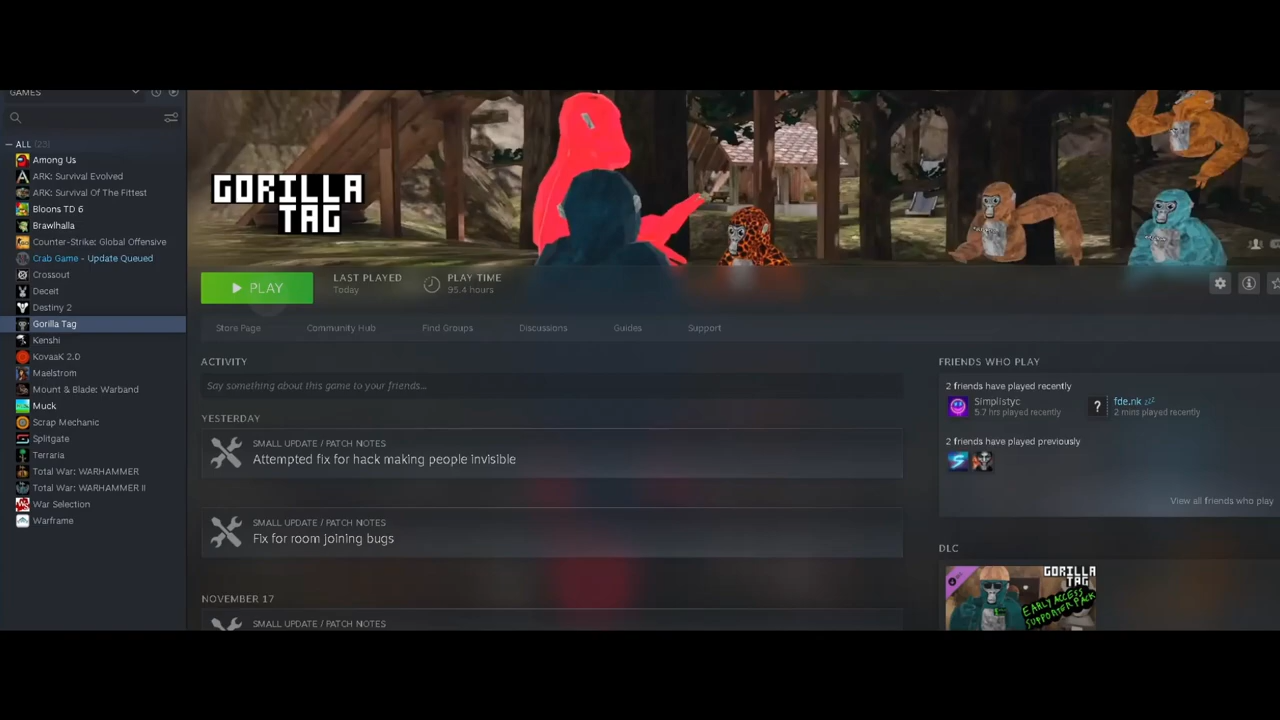 GAMES
ALL (23)
Among Us
ARK: Survival Evolved
ARK: Survival Of The Fittest
Bloons TD 6
Brawlhalla
Counter-Strike: Global Offensive
Crab Game - Update Queued
Crossout
Deceit
Destiny 2
Gorilla Tag
Kenshi
KovaaK 2.0
Maelstrom
Mount & Blade: Warband
Muck
Scrap Mechanic
Splitgate
Terraria
Total War: WARHAMMER
Total War: WARHAMMER II
War Selection
Warframe
GORILLA
TAG
PLAY
LAST PLAYED
Today
PLAY TIME
95.4 hours
Store Page
Community Hub
Find Groups
Discussions
Guides
Support
ACTIVITY
Say something about this game to your friends...
YESTERDAY
SMALL UPDATE / PATCH NOTES
Attempted fix for hack making people invisible
SMALL UPDATE / PATCH NOTES
Fix for room joining bugs
NOVEMBER 17
SMALL UPDATE / PATCH NOTES
FRIENDS WHO PLAY
2 friends have played recently
Simplistyc
5.7 hrs played recently
?
fde.nk zzz
2 mins played recently
2 friends have played previously
View all friends who play
DLC
GORILLA
TAG
EARLY ACCESS
SUPPORTER PACK